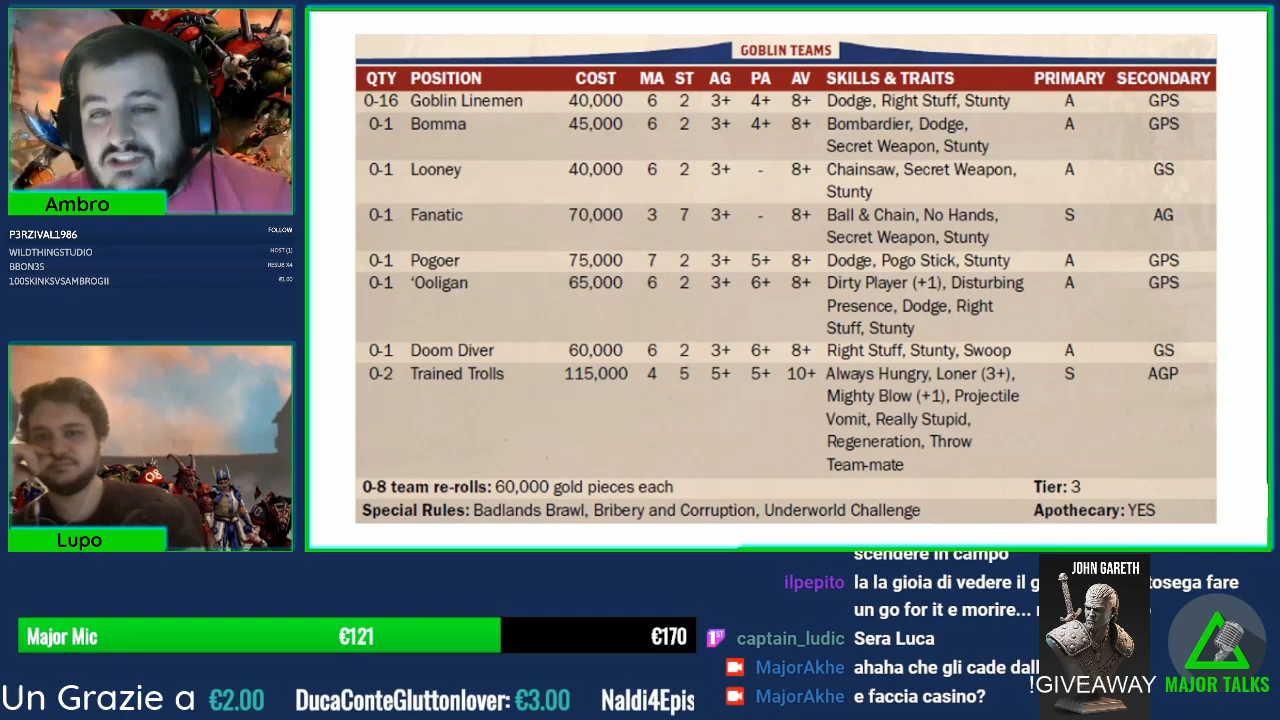 Ambro
P3RZIVAL1986 FOLLOW
WILDTHINGSTUDIO HOST (1)
BBON3S RESUB X4
100SKINKSVSAMBROGII €1.00
Lupo
GOBLIN TEAMS
QTY POSITION COST MA ST AG PA AV SKILLS & TRAITS PRIMARY SECONDARY
0-16 Goblin Linemen 40,000 6 2 3+ 4+ 8+ Dodge, Right Stuff, Stunty A GPS
0-1 Bomma 45,000 6 2 3+ 4+ 8+ Bombardier, Dodge, A GPS
Secret Weapon, Stunty
0-1 Looney 40,000 6 2 3+ - 8+ Chainsaw, Secret Weapon, A GS
Stunty
0-1 Fanatic 70,000 3 7 3+ - 8+ Ball & Chain, No Hands, S AG
Secret Weapon, Stunty
0-1 Pogoer 75,000 7 2 3+ 5+ 8+ Dodge, Pogo Stick, Stunty A GPS
0-1 ‘Ooligan 65,000 6 2 3+ 6+ 8+ Dirty Player (+1), Disturbing A GPS
Presence, Dodge, Right
Stuff, Stunty
0-1 Doom Diver 60,000 6 2 3+ 6+ 8+ Right Stuff, Stunty, Swoop A GS
0-2 Trained Trolls 115,000 4 5 5+ 5+ 10+ Always Hungry, Loner (3+), S AGP
Mighty Blow (+1), Projectile
Vomit, Really Stupid,
Regeneration, Throw
Team-mate
0-8 team re-rolls: 60,000 gold pieces each Tier: 3
Special Rules: Badlands Brawl, Bribery and Corruption, Underworld Challenge Apothecary: YES
scendere in campo
ilpepito la la gioia di vedere il tosega fare
un go for it e morire...
1ST captain_ludic Sera Luca
MajorAkhe ahaha che gli cade
MajorAkhe e faccia casino?
JOHN GARETH
!GIVEAWAY
MAJOR TALKS
Major Mic €121 €170
Un Grazie a €2.00 DucaConteGluttonlover: €3.00 Naldi4Epis